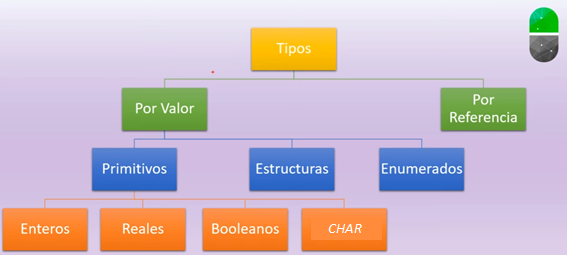 Tipos
Por Valor
Por
Referencia
Primitivos
Estructuras
Enumerados
Enteros
Reales
Booleanos
CHAR